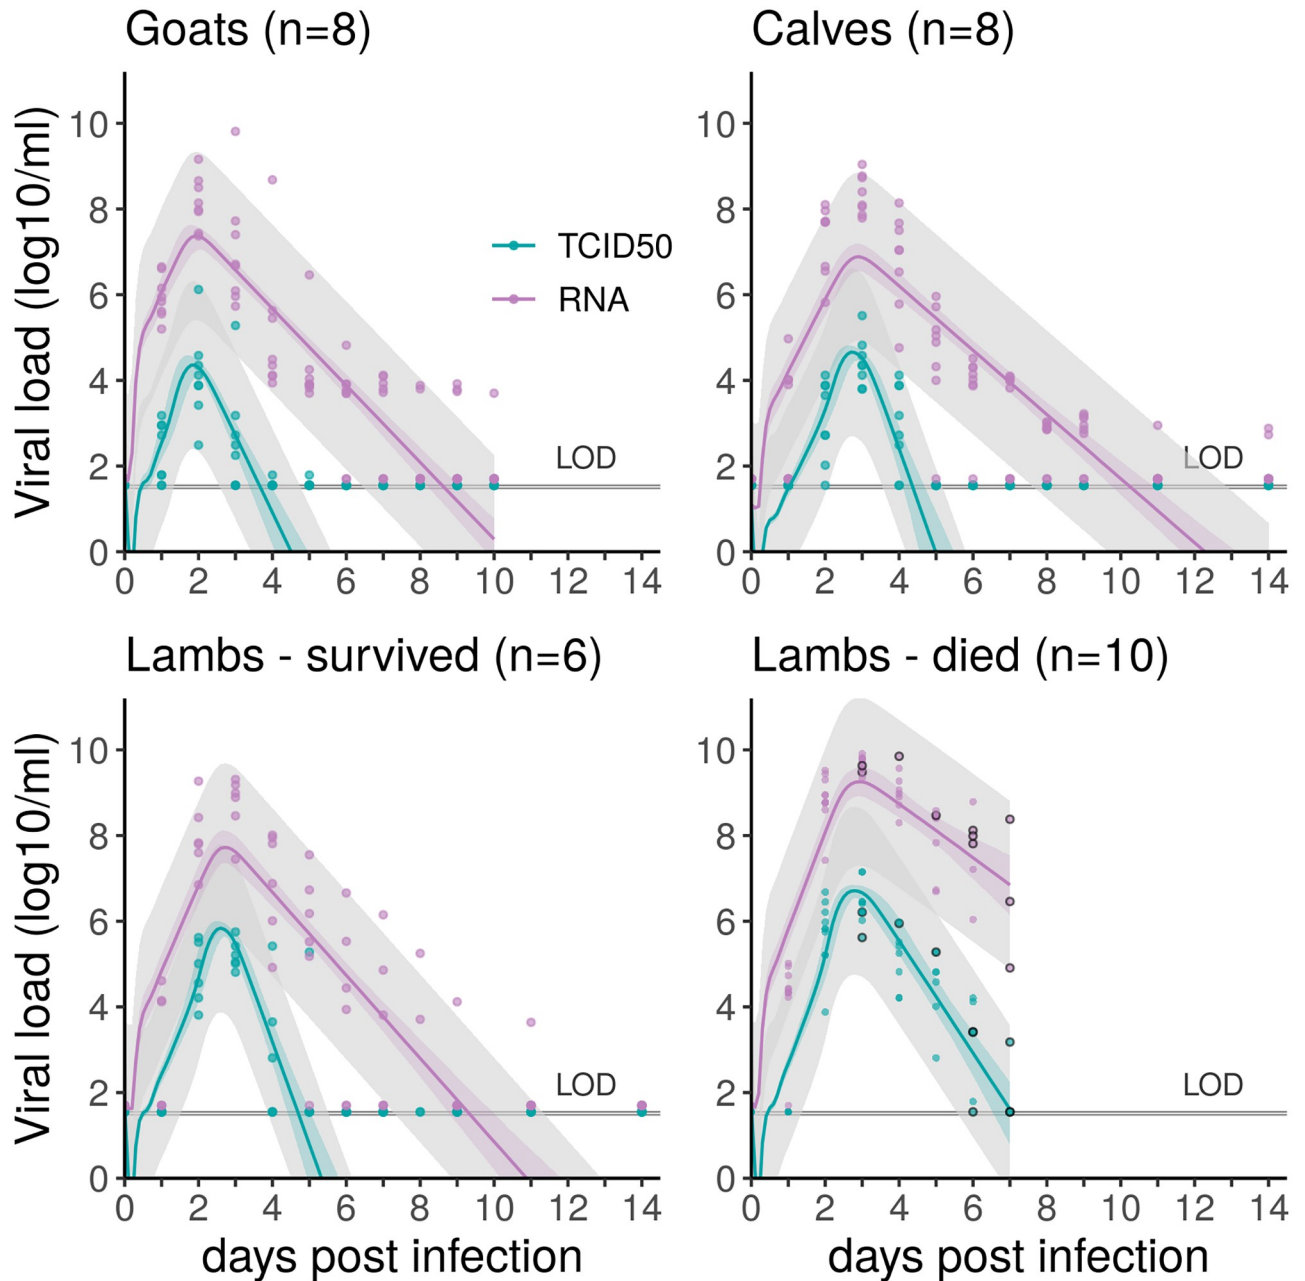 Goats (n=8)
Calves (n=8)
Viral load (log10/ml)
10
8
6
4
2
0
TCID50
RNA
LOD
0 2 4 6 8 10 12 14
10
8
6
4
2
0
LOD
0 2 4 6 8 10 12 14
Lambs - survived (n=6)
Lambs - died (n=10)
Viral load (log10/ml)
10
8
6
4
2
0
LOD
0 2 4 6 8 10 12 14
days post infection
10
8
6
4
2
0
LOD
0 2 4 6 8 10 12 14
days post infection